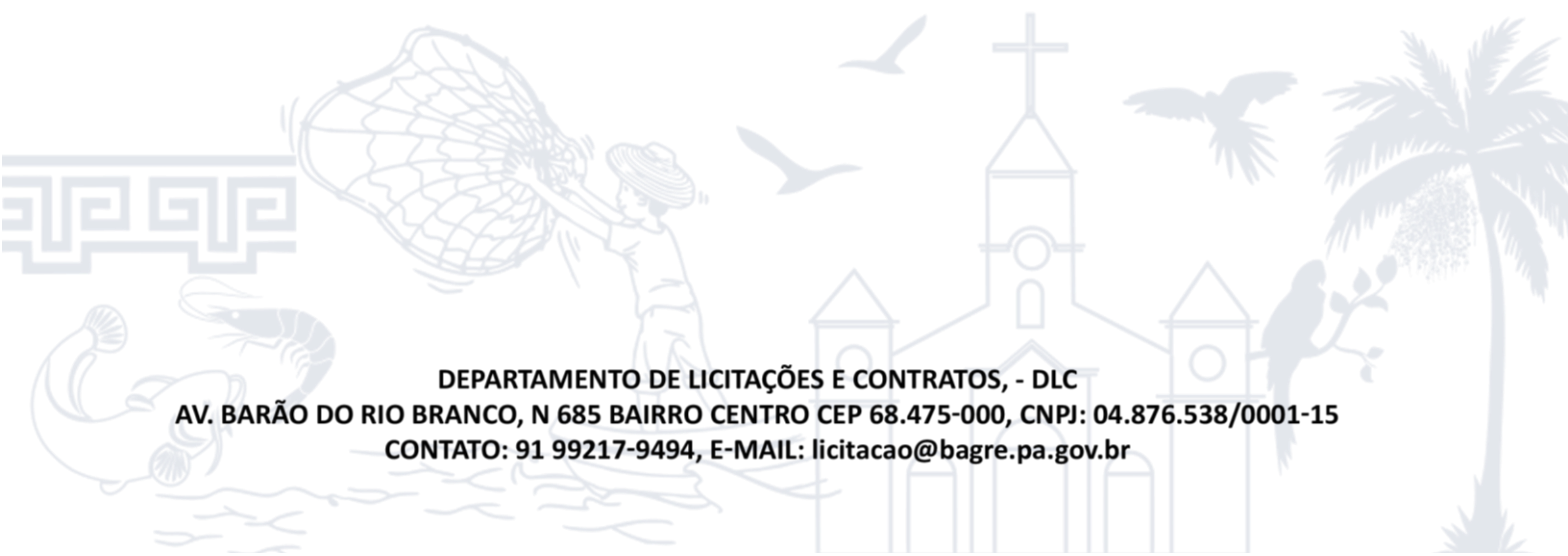 DEPARTAMENTO DE LICITAÇÕES E CONTRATOS, - DLC
AV. BARÃO DO RIO BRANCO, N 685 BAIRRO CENTRO CEP 68.475-000, CNPJ: 04.876.538/0001-15
CONTATO: 91 99217-9494, E-MAIL: licitacao@bagre.pa.gov.br